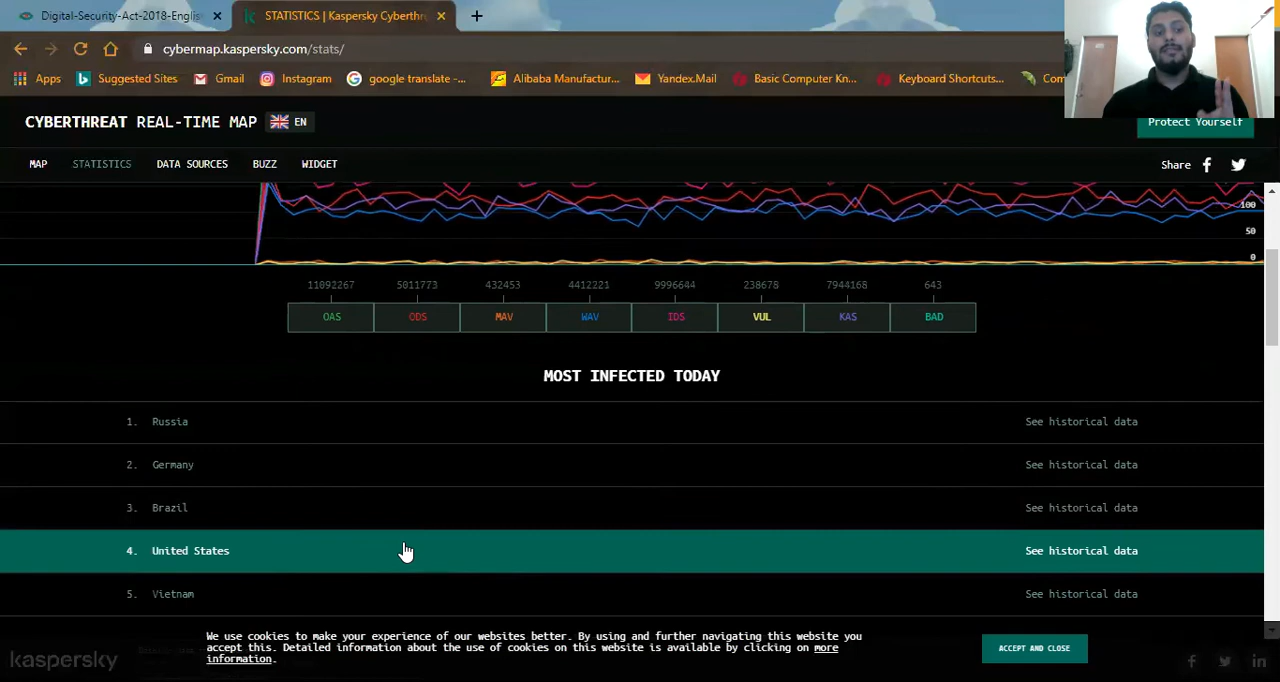 Digital-Security-Act-2018-English
STATISTICS | Kaspersky Cyberthr
cybermap.kaspersky.com/stats/
Apps Suggested Sites Gmail Instagram google translate -... Alibaba Manufactur... Yandex.Mail Basic Computer Kn... Keyboard Shortcuts... Com
CYBERTHREAT REAL-TIME MAP EN
Protect Yourself
MAP STATISTICS DATA SOURCES BUZZ WIDGET Share
100
50
0
11092267 5011773 432453 4412221 9996644 238678 7944168 643
OAS ODS MAV WAV IDS VUL KAS BAD
MOST INFECTED TODAY
1. Russia See historical data
2. Germany See historical data
3. Brazil See historical data
4. United States See historical data
5. Vietnam See historical data
We use cookies to make your experience of our websites better. By using and further navigating this website you
accept this. Detailed information about the use of cookies on this website is available by clicking on more
information.
ACCEPT AND CLOSE
kaspersky